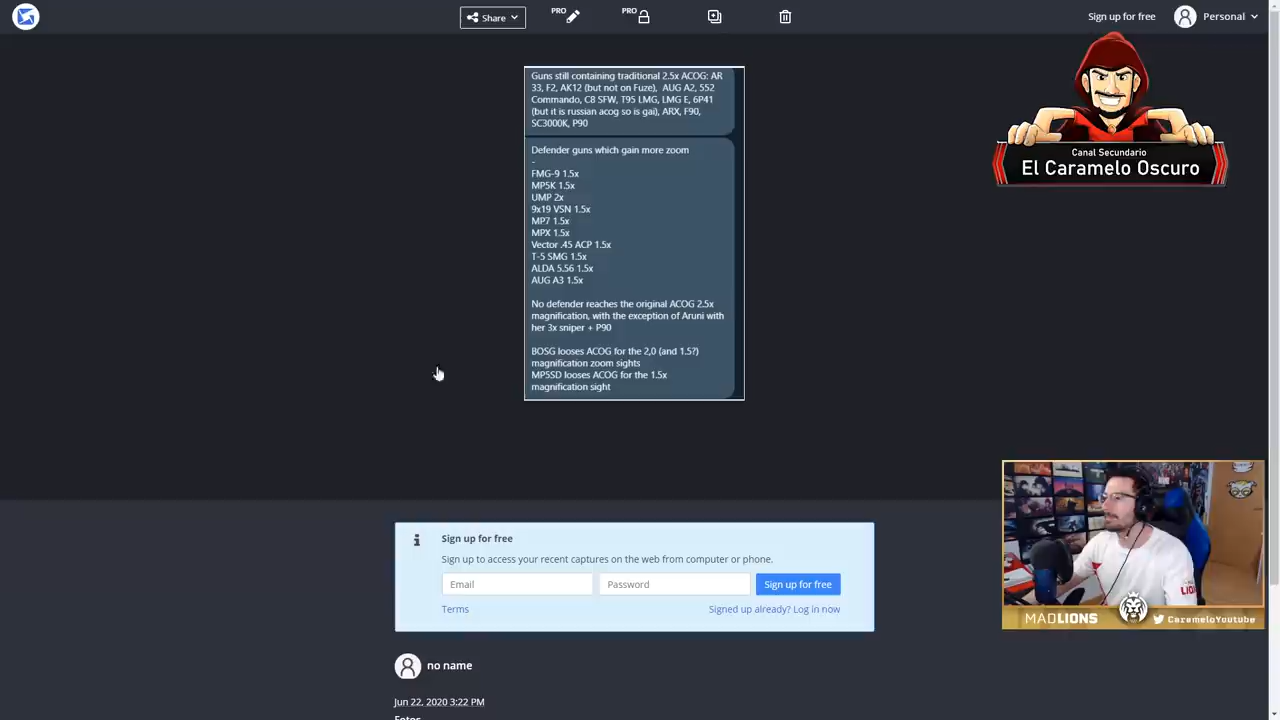 Share
PRO
PRO
Sign up for free
Personal
Guns still containing traditional 2.5x ACOG: AR
33, F2, AK12 (but not on Fuze),  AUG A2, 552
Commando, C8 SFW, T95 LMG, LMG E, 6P41
(but it is russian acog so is gai), ARX, F90,
SC3000K, P90
Defender guns which gain more zoom
-
FMG-9 1.5x
MP5K 1.5x
UMP 2x
9x19 VSN 1.5x
MP7 1.5x
MPX 1.5x
Vector .45 ACP 1.5x
T-5 SMG 1.5x
ALDA 5.56 1.5x
AUG A3 1.5x
No defender reaches the original ACOG 2.5x
magnification, with the exception of Aruni with
her 3x sniper + P90
BOSG looses ACOG for the 2,0 (and 1.5?)
magnification zoom sights
MP5SD looses ACOG for the 1.5x
magnification sight
Canal Secundario
El Caramelo Oscuro
Sign up for free
Sign up to access your recent captures on the web from computer or phone.
Email
Password
Sign up for free
Terms
Signed up already? Log in now
MADLIONS
CarameloYoutube
no name
Jun 22, 2020 3:22 PM